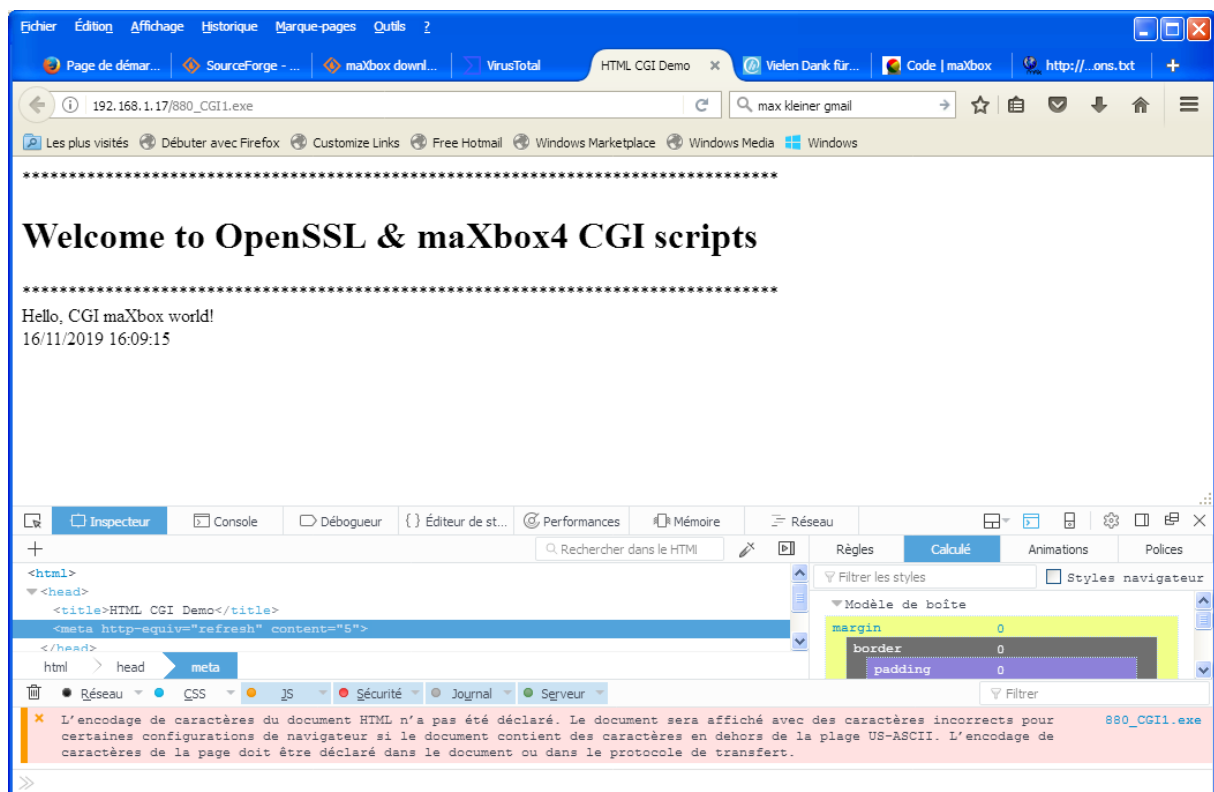 Fichier Édition Affichage Historique Marque-pages Outils ?
Page de démar... SourceForge - ... maXbox downl... VirusTotal HTML CGI Demo Vielen Dank für... Code | maXbox http://...ons.txt
192.168.1.17/880_CGI1.exe max kleiner gmail
Les plus visités Débuter avec Firefox Customize Links Free Hotmail Windows Marketplace Windows Media Windows
**********************************************************************************
Welcome to OpenSSL & maXbox4 CGI scripts
**********************************************************************************
Hello, CGI maXbox world!
16/11/2019 16:09:15
Inspecteur Console Débogueur { } Éditeur de st... Performances Mémoire Réseau
Rechercher dans le HTML Règles Calculé Animations Polices
<html>
<head>
<title>HTML CGI Demo</title>
<meta http-equiv="refresh" content="5">
</head>
html head meta
Filtrer les styles Styles navigateur
Modèle de boîte
margin 0
border 0
padding 0
Réseau CSS JS Sécurité Journal Serveur Filtrer
L'encodage de caractères du document HTML n'a pas été déclaré. Le document sera affiché avec des caractères incorrects pour 880_CGI1.exe
certaines configurations de navigateur si le document contient des caractères en dehors de la plage US-ASCII. L'encodage de
caractères de la page doit être déclaré dans le document ou dans le protocole de transfert.